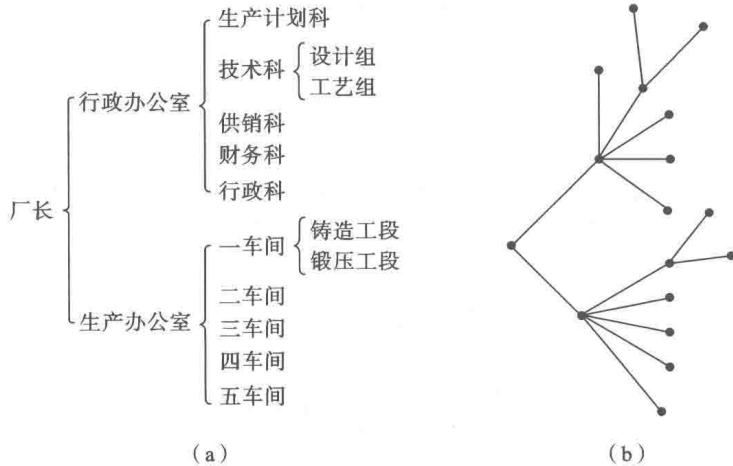 生产计划科
技术科
设计组
工艺组
行政办公室
供销科
财务科
行政科
厂长
一车间
铸造工段
锻压工段
二车间
生产办公室
三车间
四车间
五车间
(a)
(b)